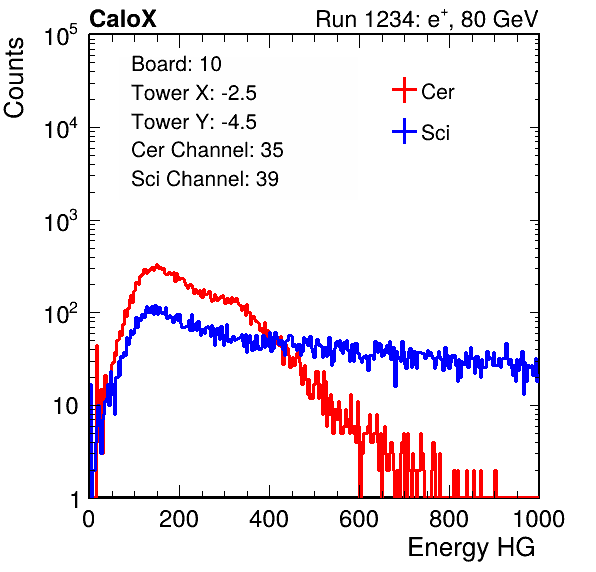 CaloX Run 1234: e⁺, 80 GeV
Counts
Board: 10
Tower X: -2.5
Tower Y: -4.5
Cer Channel: 35
Sci Channel: 39
Cer
Sci
10⁵
10⁴
10³
10²
10
1
0 200 400 600 800 1000
Energy HG